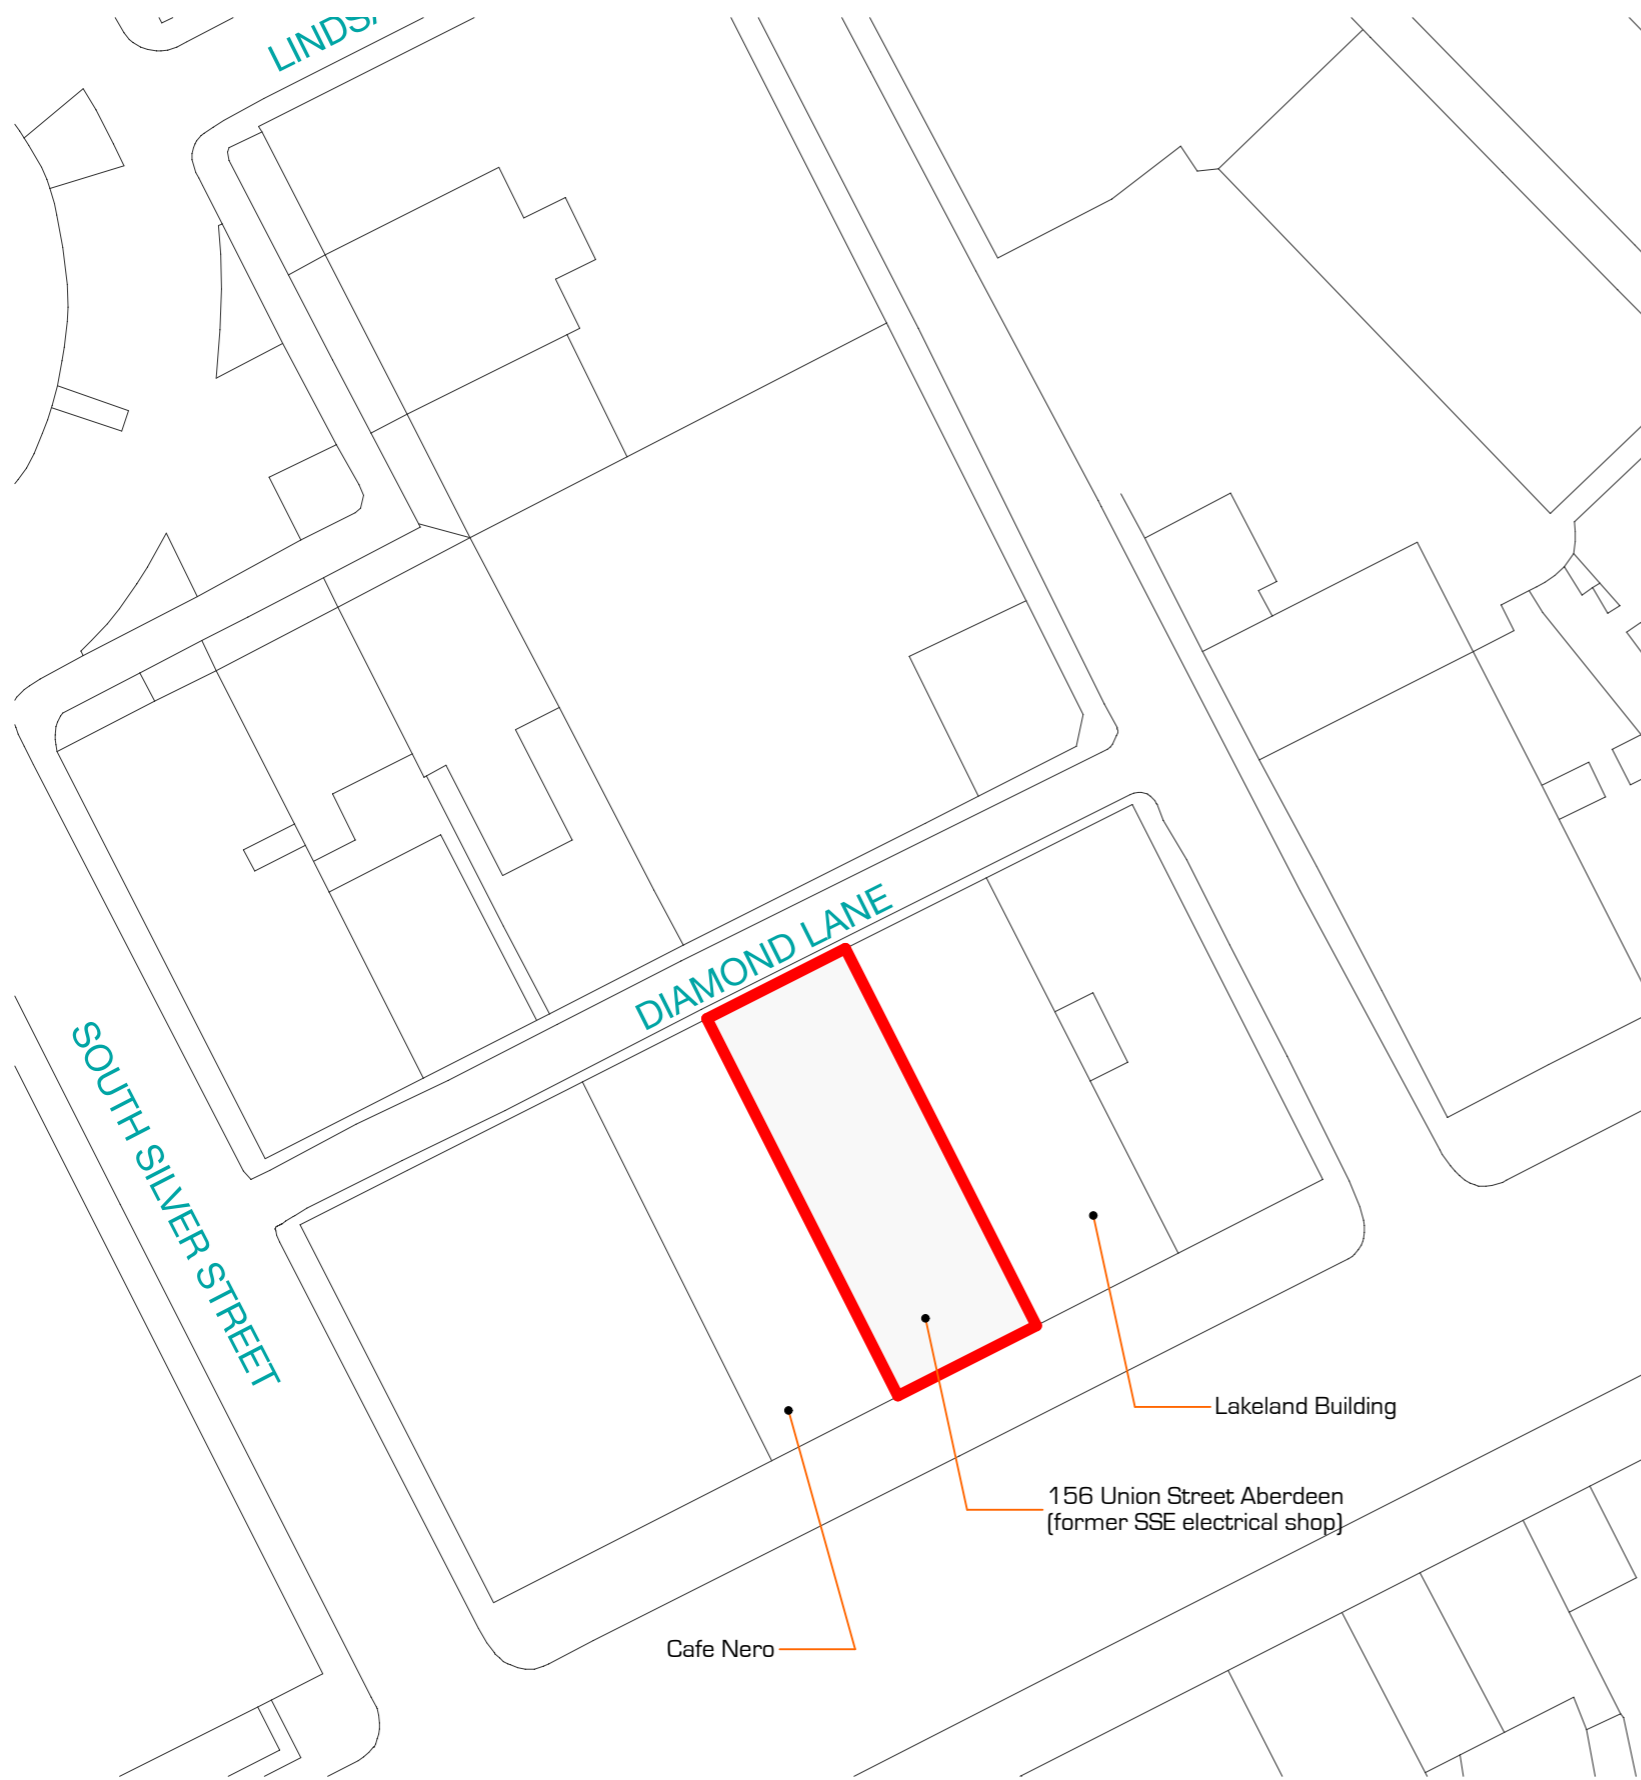 DIAMOND LANE
SOUTH SILVER STREET
Lakeland Building
156 Union Street Aberdeen
(former SSE electrical shop)
Cafe Nero